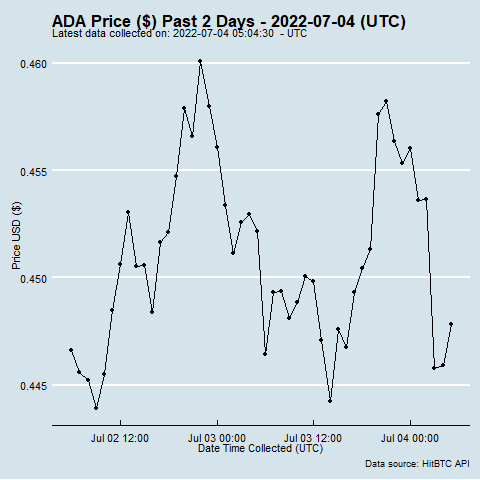 ADA Price ($) Past 2 Days - 2022-07-04 (UTC)
Latest data collected on: 2022-07-04 05:04:30  - UTC
0.460
0.455
0.450
0.445
Price USD ($)
Jul 02 12:00 Jul 03 00:00 Jul 03 12:00 Jul 04 00:00
Date Time Collected (UTC)
Data source: HitBTC API